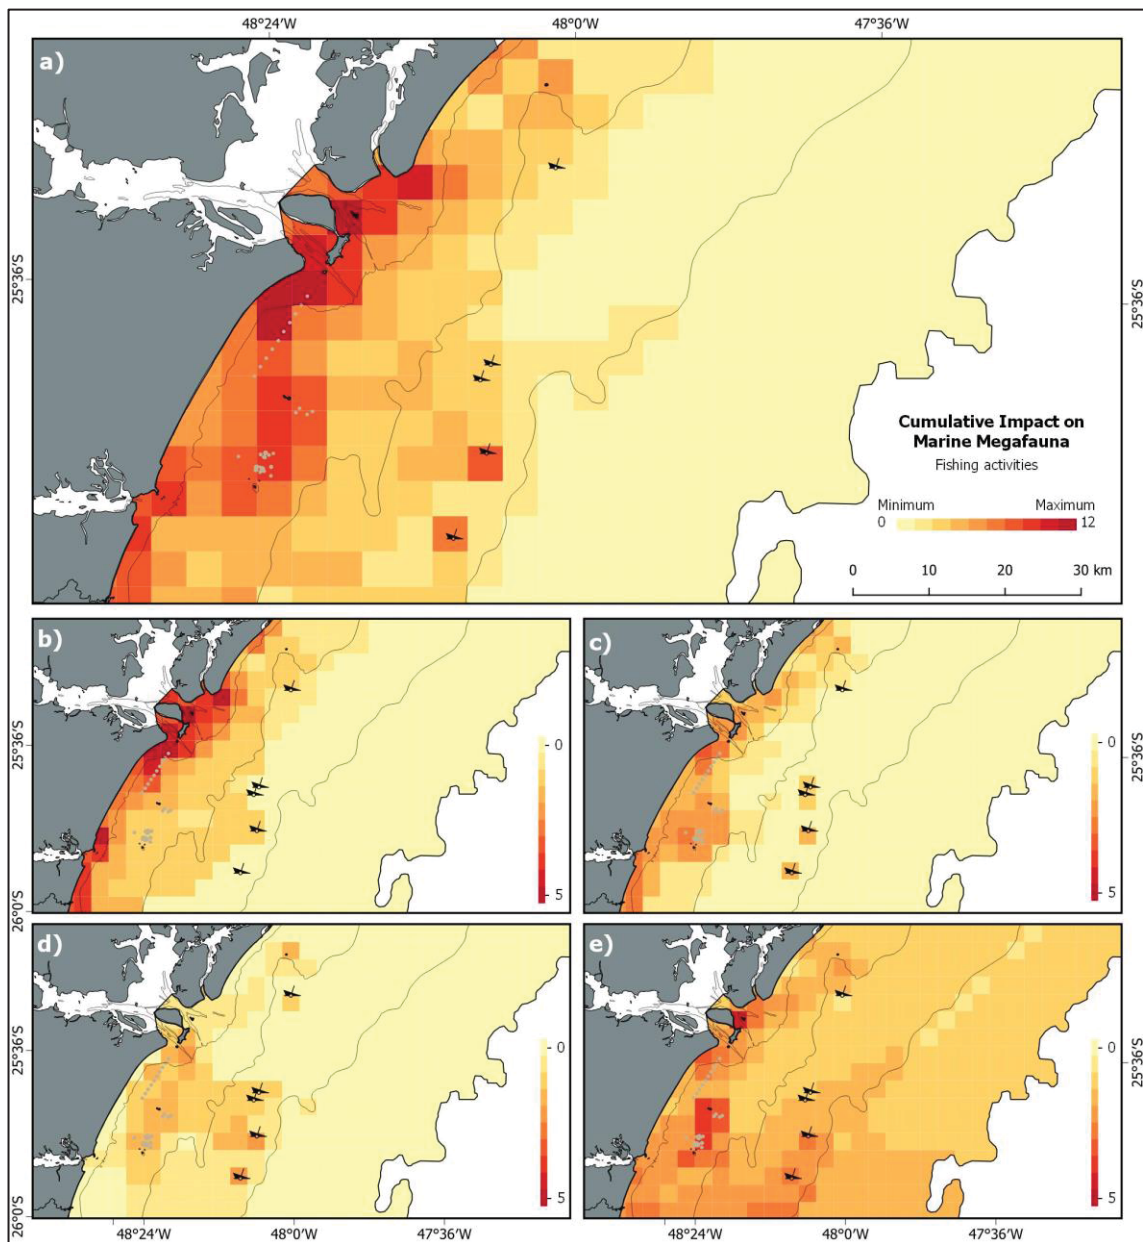 48°24'W 48°0'W 47°36'W
a)
25°36'S 25°36'S
Cumulative Impact on
Marine Megafauna
Fishing activities
Minimum Maximum
0 12
0 10 20 30 km
b) c)
25°36'S 0 0 25°36'S
5 5
26°0'S
d) e)
25°36'S 0 0 25°36'S
5 5
26°0'S
48°24'W 48°0'W 47°36'W 48°24'W 48°0'W 47°36'W